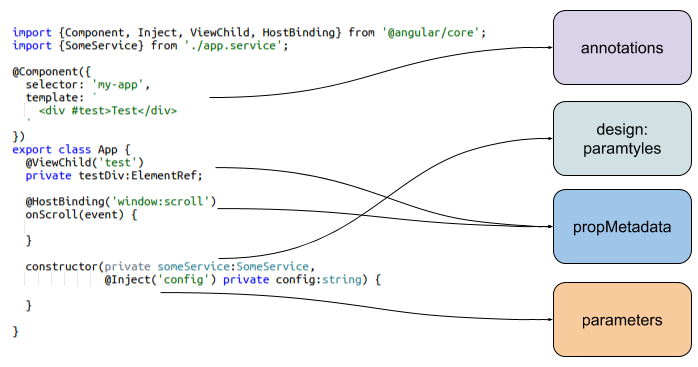 import {Component, Inject, ViewChild, HostBinding} from '@angular/core';
import {SomeService} from './app.service';
@Component({
selector: 'my-app',
template: `
<div #test>Test</div>
`
})
export class App {
@ViewChild('test')
private testDiv:ElementRef;
@HostBinding('window:scroll')
onScroll(event) {
}
constructor(private someService:SomeService,
@Inject('config') private config:string) {
}
}
annotations
design:
paramtyles
propMetadata
parameters